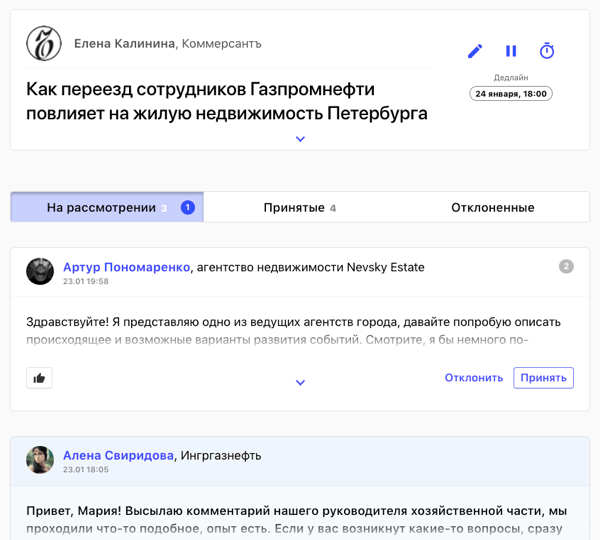 Елена Калинина, Коммерсантъ
Как переезд сотрудников Газпромнефти
повлияет на жилую недвижимость Петербурга
Дедлайн
24 января, 18:00
На рассмотрении 3 1
Принятые 4
Отклоненные
Артур Пономаренко, агентство недвижимости Nevsky Estate
2
23.01 19:58
Здравствуйте! Я представляю одно из ведущих агентств города, давайте попробую описать
происходящее и возможные варианты развития событий. Смотрите, я бы немного по-
Отклонить
Принять
Алена Свиридова, Ингргазнефть
23.01 18:05
Привет, Мария! Высылаю комментарий нашего руководителя хозяйственной части, мы
проходили что-то подобное, опыт есть. Если у вас возникнут какие-то вопросы, сразу